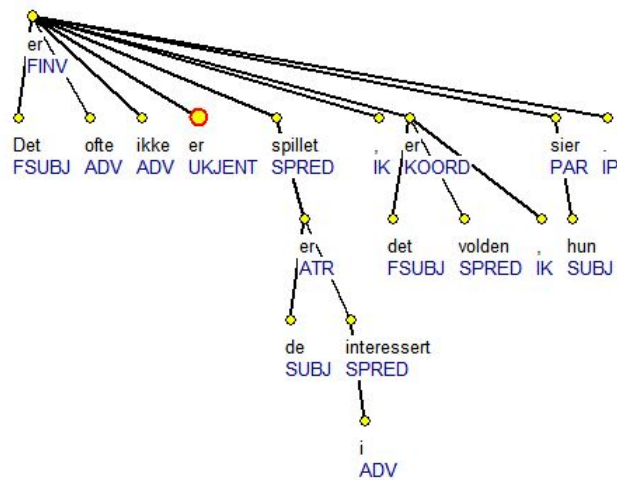 er
FINV
Det ofte ikke er spillet , er sier .
FSUBJ ADV ADV UKJENT SPRED IK KOORD PAR IP
er det volden , hun
ATR FSUBJ SPRED IK SUBJ
de interessert
SUBJ SPRED
i
ADV